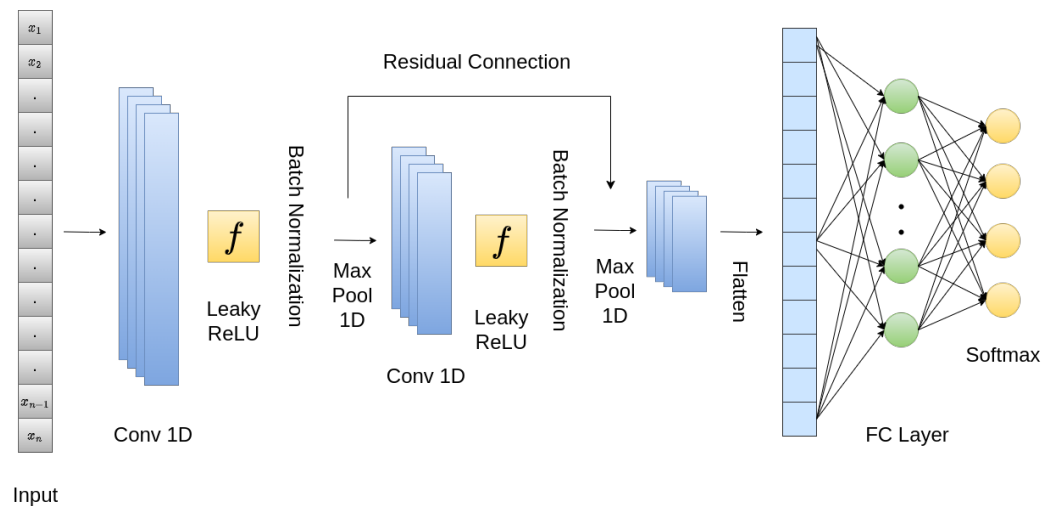 x₁
x₂
.
.
.
.
.
.
.
.
.
xₙ₋₁
xₙ
Input
Conv 1D
f
Leaky
ReLU
Batch Normalization
Residual Connection
Max
Pool
1D
Conv 1D
f
Leaky
ReLU
Batch Normalization
Max
Pool
1D
Flatten
FC Layer
Softmax